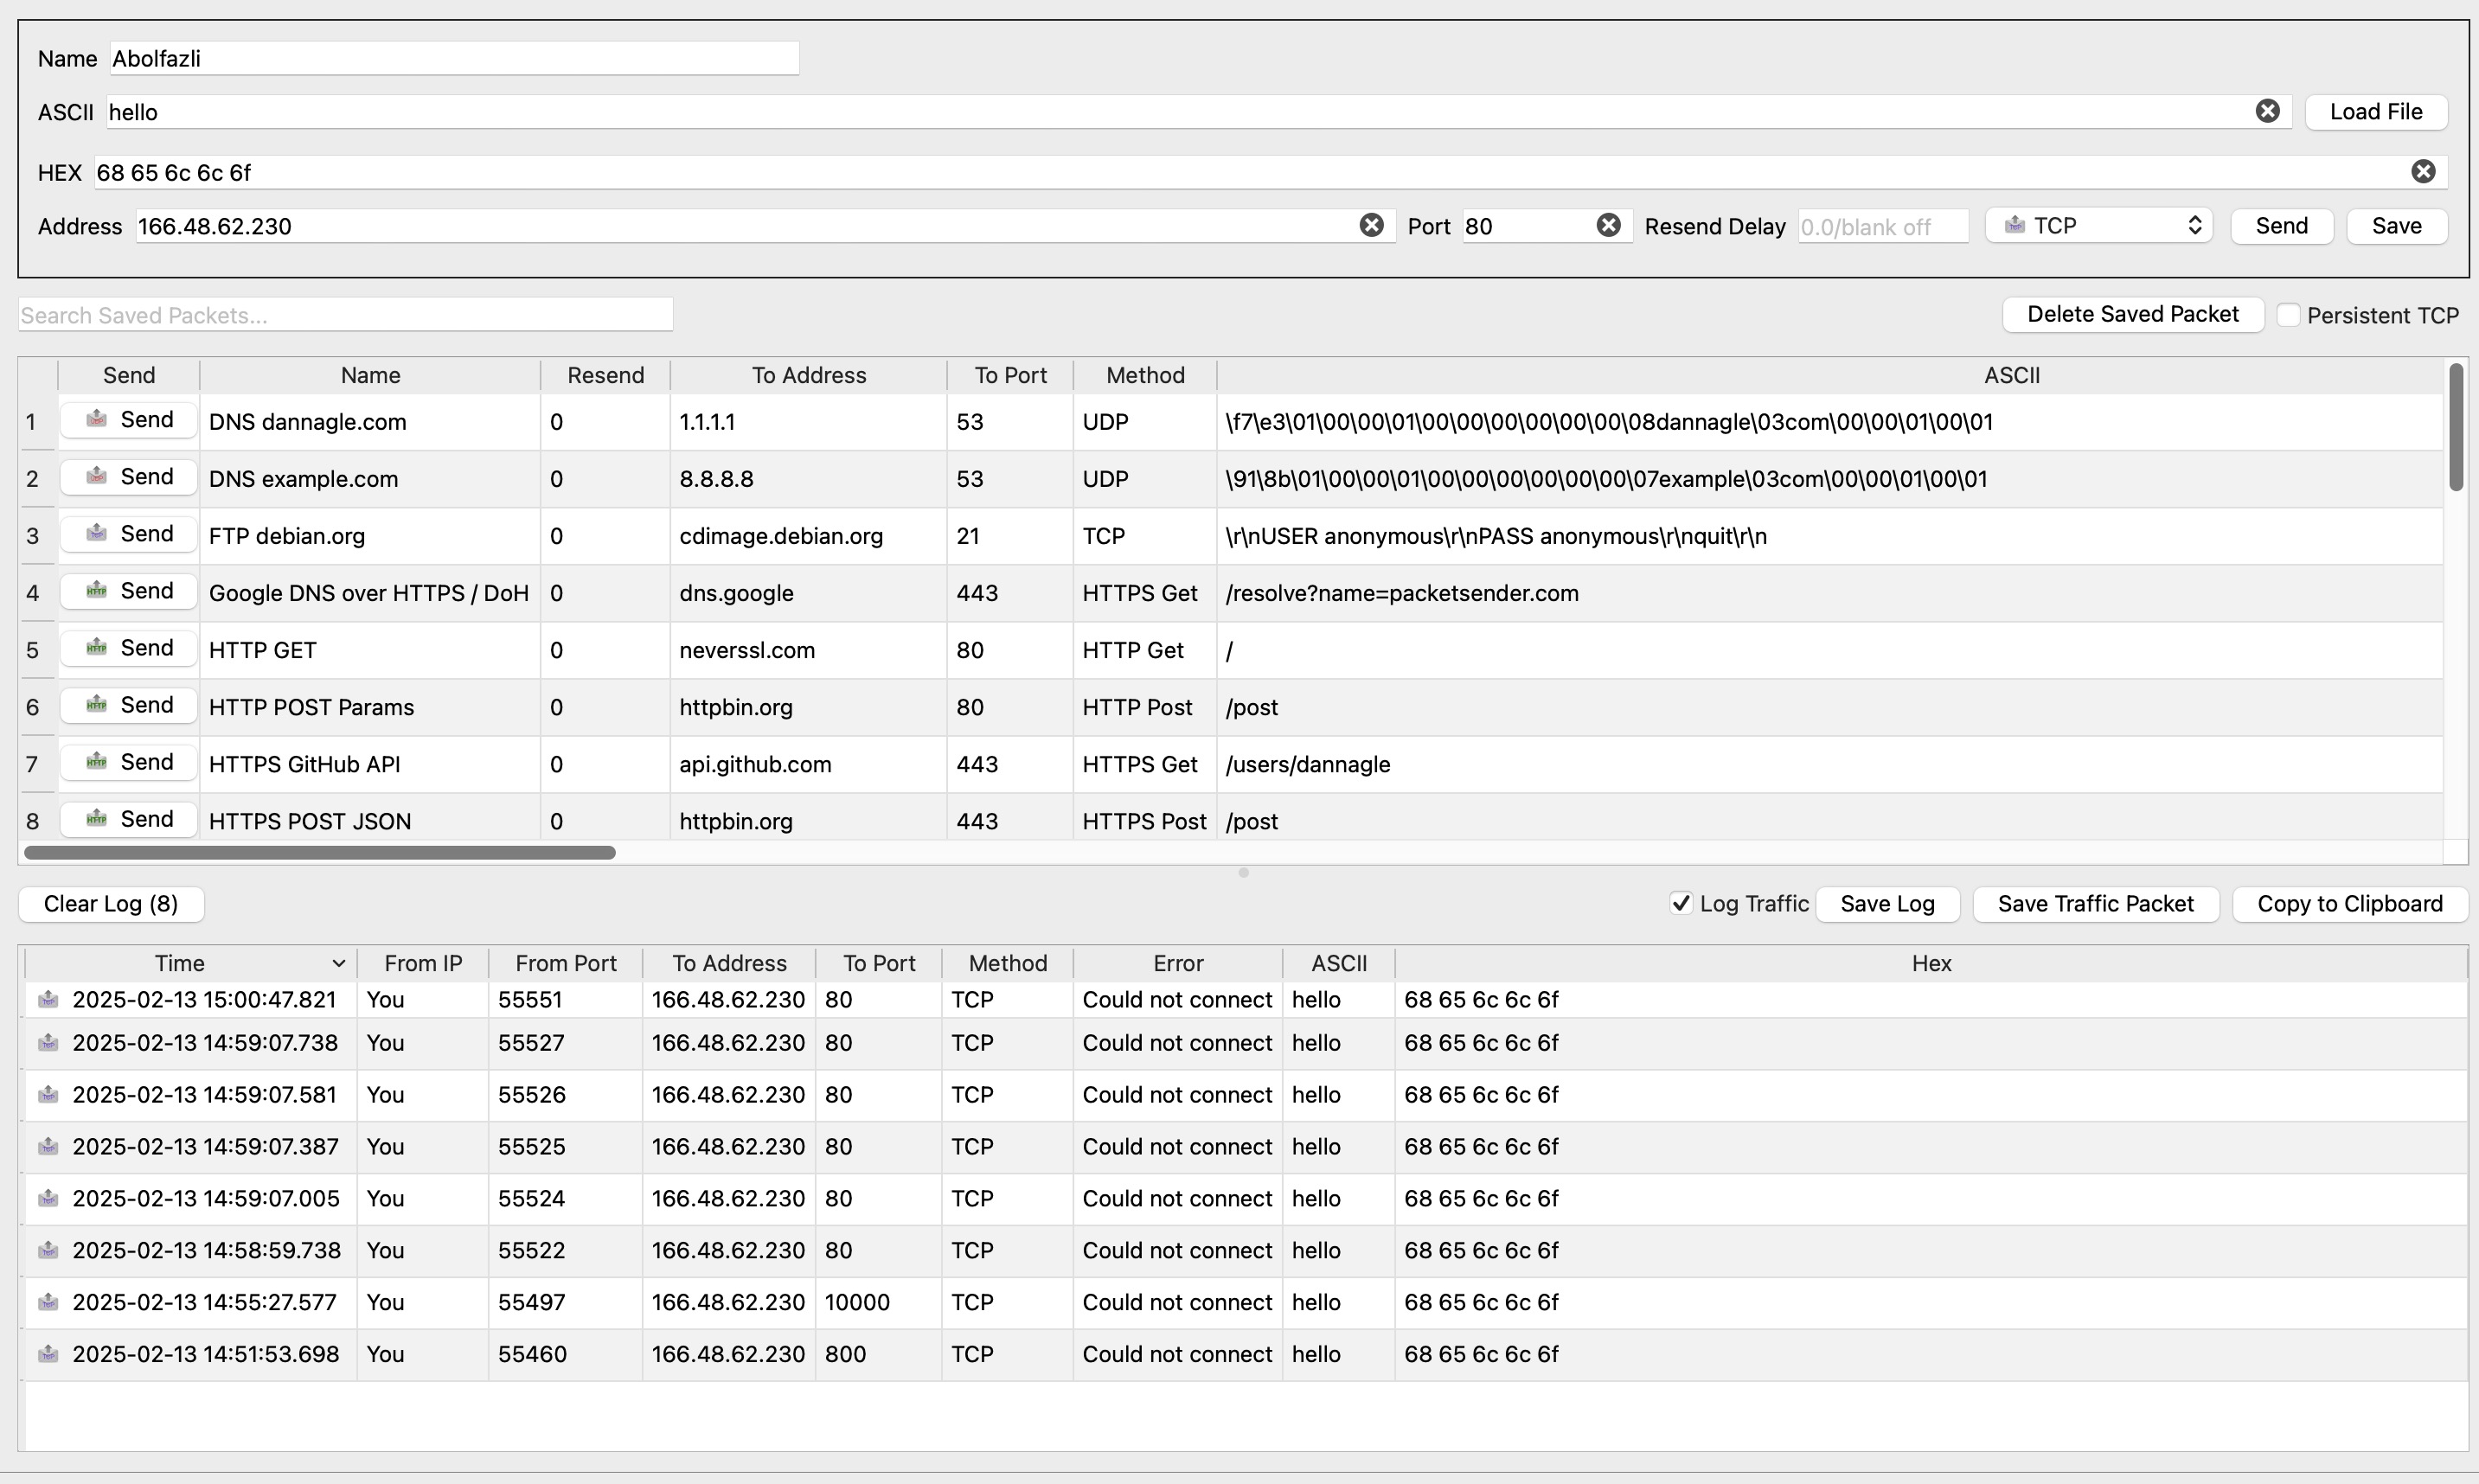 Name Abolfazli
ASCII hello Load File
HEX 68 65 6c 6c 6f
Address 166.48.62.230 Port 80 Resend Delay 0.0/blank off TCP Send Save
Search Saved Packets... Delete Saved Packet Persistent TCP
Send Name Resend To Address To Port Method ASCII
1 Send DNS dannagle.com 0 1.1.1.1 53 UDP \f7\e3\01\00\00\01\00\00\00\00\00\00\08dannagle\03com\00\00\01\00\01
2 Send DNS example.com 0 8.8.8.8 53 UDP \91\8b\01\00\00\01\00\00\00\00\00\00\07example\03com\00\00\01\00\01
3 Send FTP debian.org 0 cdimage.debian.org 21 TCP \r\nUSER anonymous\r\nPASS anonymous\r\nquit\r\n
4 Send Google DNS over HTTPS / DoH 0 dns.google 443 HTTPS Get /resolve?name=packetsender.com
5 Send HTTP GET 0 neverssl.com 80 HTTP Get /
6 Send HTTP POST Params 0 httpbin.org 80 HTTP Post /post
7 Send HTTPS GitHub API 0 api.github.com 443 HTTPS Get /users/dannagle
8 Send HTTPS POST JSON 0 httpbin.org 443 HTTPS Post /post
Clear Log (8) Log Traffic Save Log Save Traffic Packet Copy to Clipboard
Time From IP From Port To Address To Port Method Error ASCII Hex
2025-02-13 15:00:47.821 You 55551 166.48.62.230 80 TCP Could not connect hello 68 65 6c 6c 6f
2025-02-13 14:59:07.738 You 55527 166.48.62.230 80 TCP Could not connect hello 68 65 6c 6c 6f
2025-02-13 14:59:07.581 You 55526 166.48.62.230 80 TCP Could not connect hello 68 65 6c 6c 6f
2025-02-13 14:59:07.387 You 55525 166.48.62.230 80 TCP Could not connect hello 68 65 6c 6c 6f
2025-02-13 14:59:07.005 You 55524 166.48.62.230 80 TCP Could not connect hello 68 65 6c 6c 6f
2025-02-13 14:58:59.738 You 55522 166.48.62.230 80 TCP Could not connect hello 68 65 6c 6c 6f
2025-02-13 14:55:27.577 You 55497 166.48.62.230 10000 TCP Could not connect hello 68 65 6c 6c 6f
2025-02-13 14:51:53.698 You 55460 166.48.62.230 800 TCP Could not connect hello 68 65 6c 6c 6f